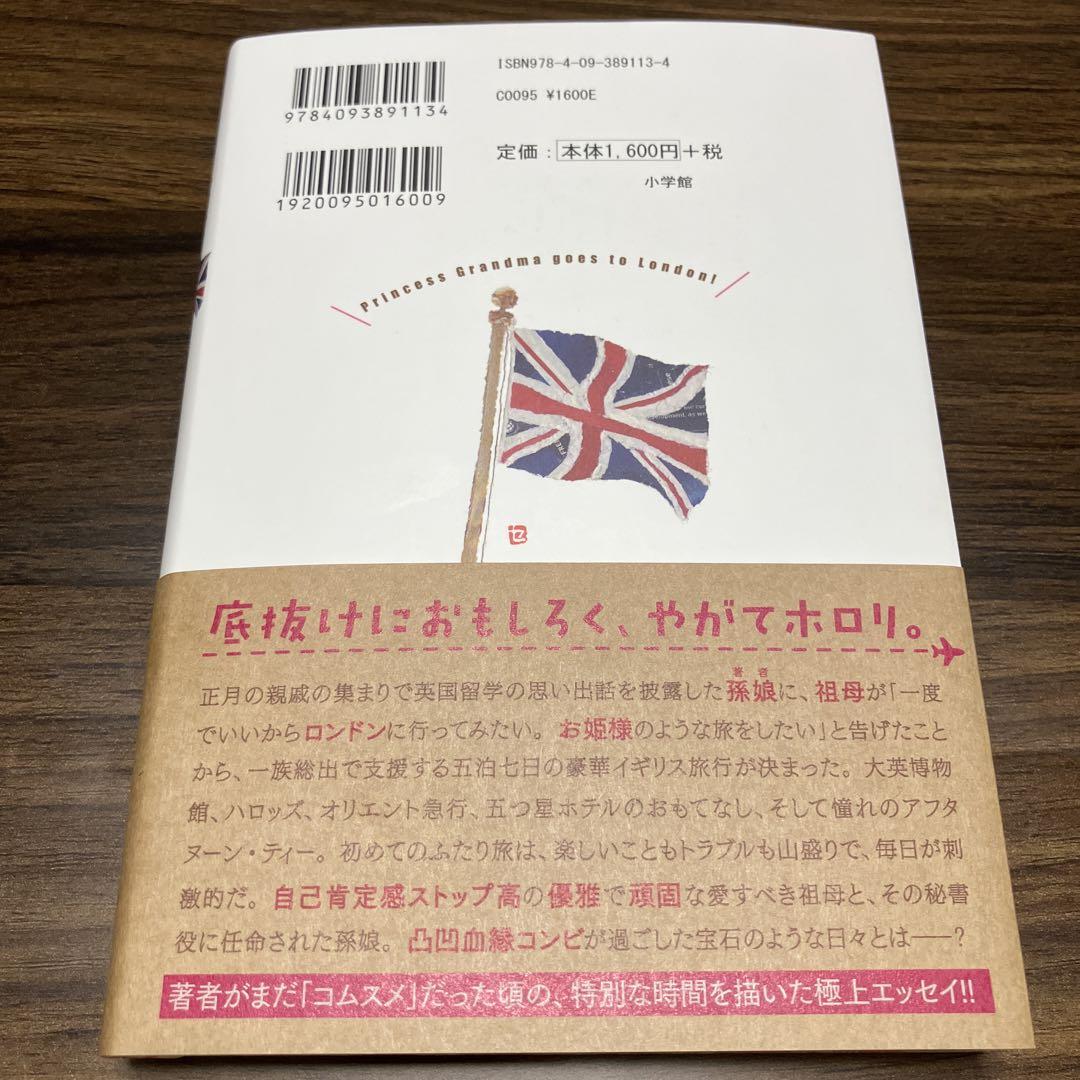 ISBN978-4-09-389113-4
9784093891134
C0095 ¥1600E
定価：本体1,600円+税
小学館
1920095016009
Princess Grandma goes to London!
底抜けにおもしろく、やがてホロリ。
著者
正月の親戚の集まりで英国留学の思い出話を披露した孫娘に、祖母が「一度
でいいからロンドンに行ってみたい。お姫様のような旅をしたい」と告げたこと
から、一族総出で支援する五泊七日の豪華イギリス旅行が決まった。大英博物
館、ハロッズ、オリエント急行、五つ星ホテルのおもてなし、そして憧れのアフタ
ヌーン・ティー。初めてのふたり旅は、楽しいこともトラブルも山盛りで、毎日が刺
激的だ。自己肯定感ストップ高の優雅で頑固な愛すべき祖母と、その秘書
役に任命された孫娘。凸凹血縁コンビが過ごした宝石のような日々とは──？
著者がまだ「コムスメ」だった頃の、特別な時間を描いた極上エッセイ!!